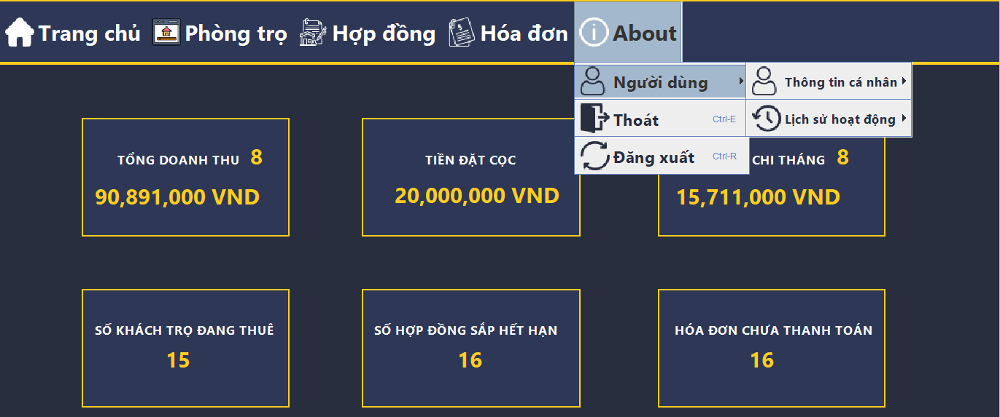 Trang chủ Phòng trọ Hợp đồng Hóa đơn About
Người dùng Thông tin cá nhân
Thoát Ctrl-E Lịch sử hoạt động
Đăng xuất Ctrl-R
TỔNG DOANH THU 8
90,891,000 VND
TIỀN ĐẶT CỌC
20,000,000 VND
CHI THÁNG 8
15,711,000 VND
SỐ KHÁCH TRỌ ĐANG THUÊ
15
SỐ HỢP ĐỒNG SẮP HẾT HẠN
16
HÓA ĐƠN CHƯA THANH TOÁN
16